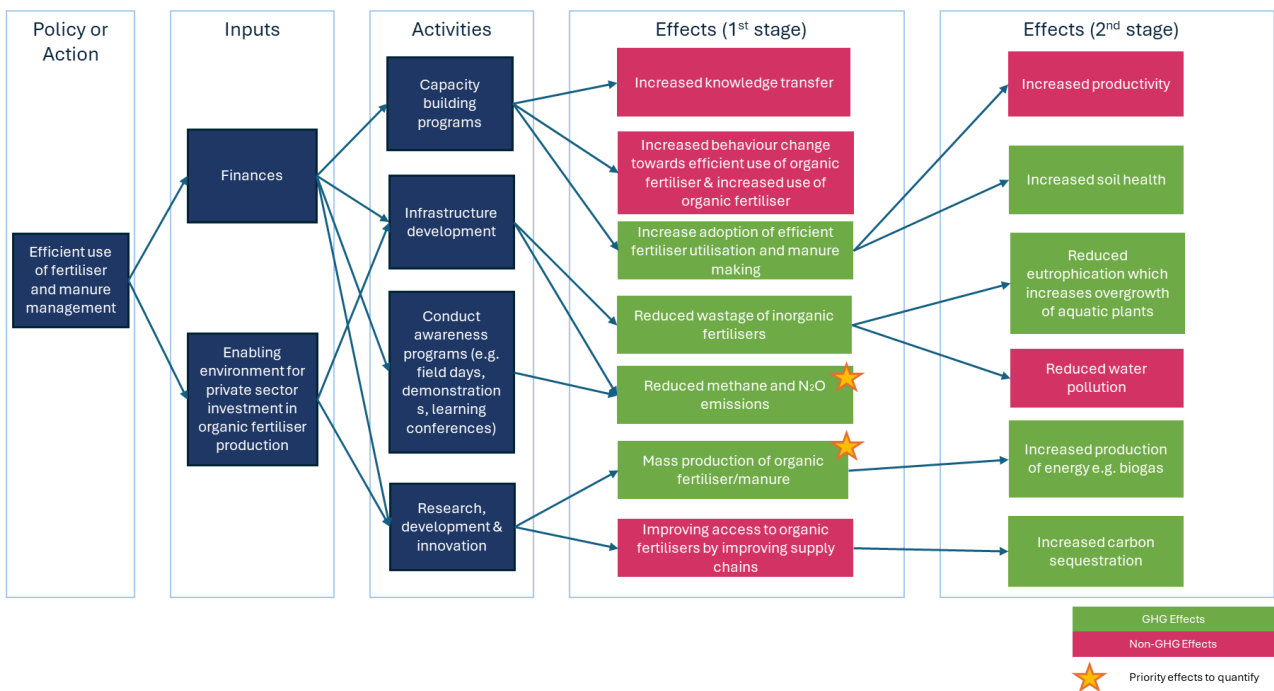 Policy or
Action
Inputs
Activities
Effects (1st stage)
Effects (2nd stage)
Efficient use
of fertiliser
and manure
management
Finances
Enabling
environment for
private sector
investment in
organic fertiliser
production
Capacity
building
programs
Infrastructure
development
Conduct
awareness
programs (e.g.
field days,
demonstration
s, learning
conferences)
Research,
development &
innovation
Increased knowledge transfer
Increased behaviour change
towards efficient use of organic
fertiliser & increased use of
organic fertiliser
Increase adoption of efficient
fertiliser utilisation and manure
making
Reduced wastage of inorganic
fertilisers
Reduced methane and N₂O
emissions
Mass production of organic
fertiliser/manure
Improving access to organic
fertilisers by improving supply
chains
Increased productivity
Increased soil health
Reduced
eutrophication which
increases overgrowth
of aquatic plants
Reduced water
pollution
Increased production
of energy e.g. biogas
Increased carbon
sequestration
GHG Effects
Non-GHG Effects
Priority effects to quantify